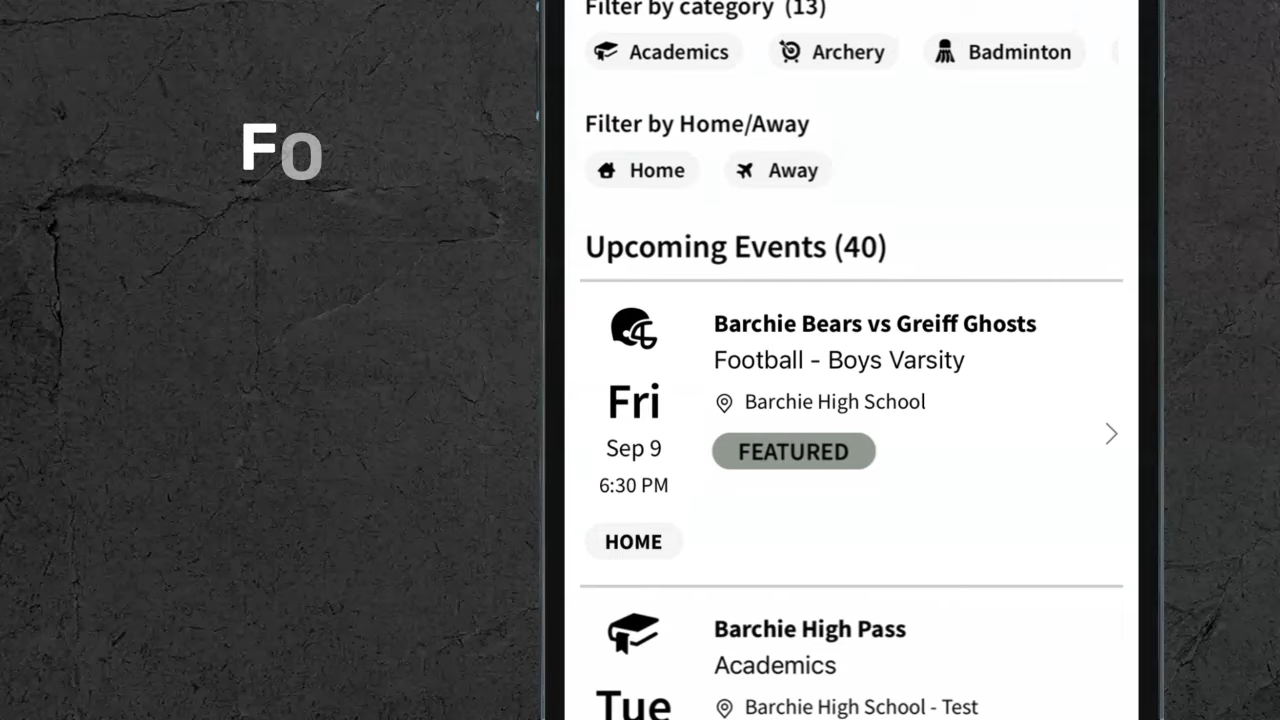 Fo
Filter by category (13)
Academics Archery Badminton
Filter by Home/Away
Home Away
Upcoming Events (40)
Barchie Bears vs Greiff Ghosts
Football - Boys Varsity
Fri
Barchie High School
Sep 9
FEATURED
6:30 PM
HOME
Barchie High Pass
Academics
Tue
Barchie High School - Test